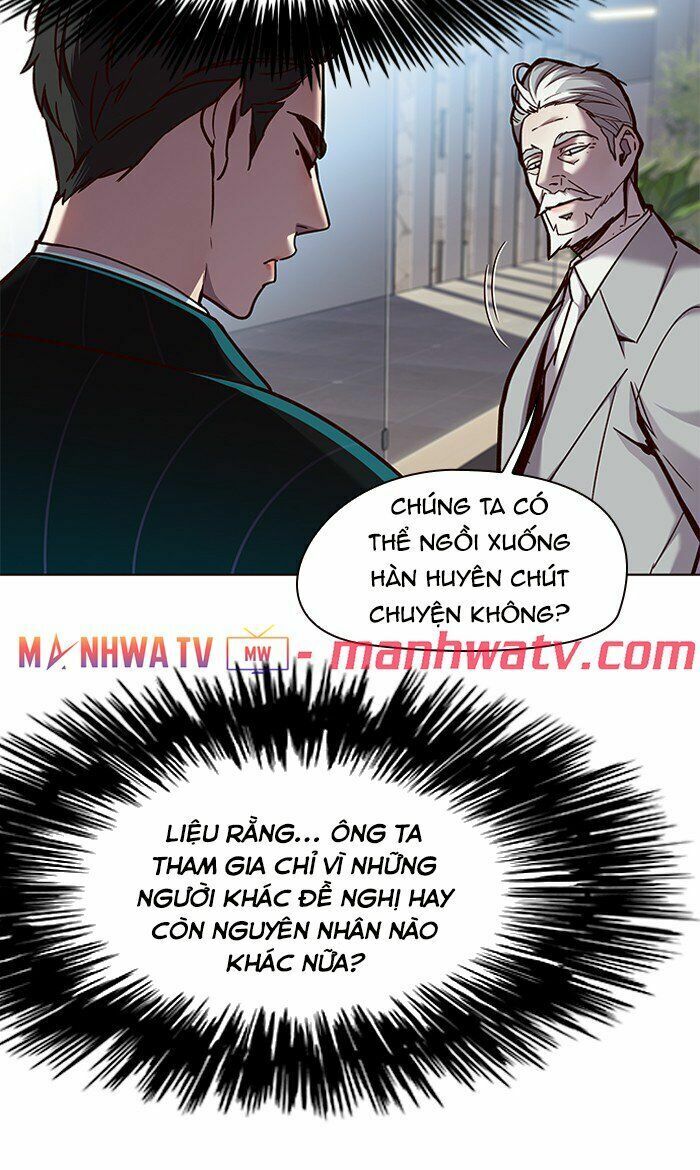 CHÚNG TA CÓ
THỂ NGỒI XUỐNG
HÀN HUYÊN CHÚT
CHUYỆN KHÔNG?
MANHWA TV MW manhwatv.com
LIỆU RẰNG... ÔNG TA
THAM GIA CHỈ VÌ NHỮNG
NGƯỜI KHÁC ĐỀ NGHỊ HAY
CÒN NGUYÊN NHÂN NÀO
KHÁC NỮA?